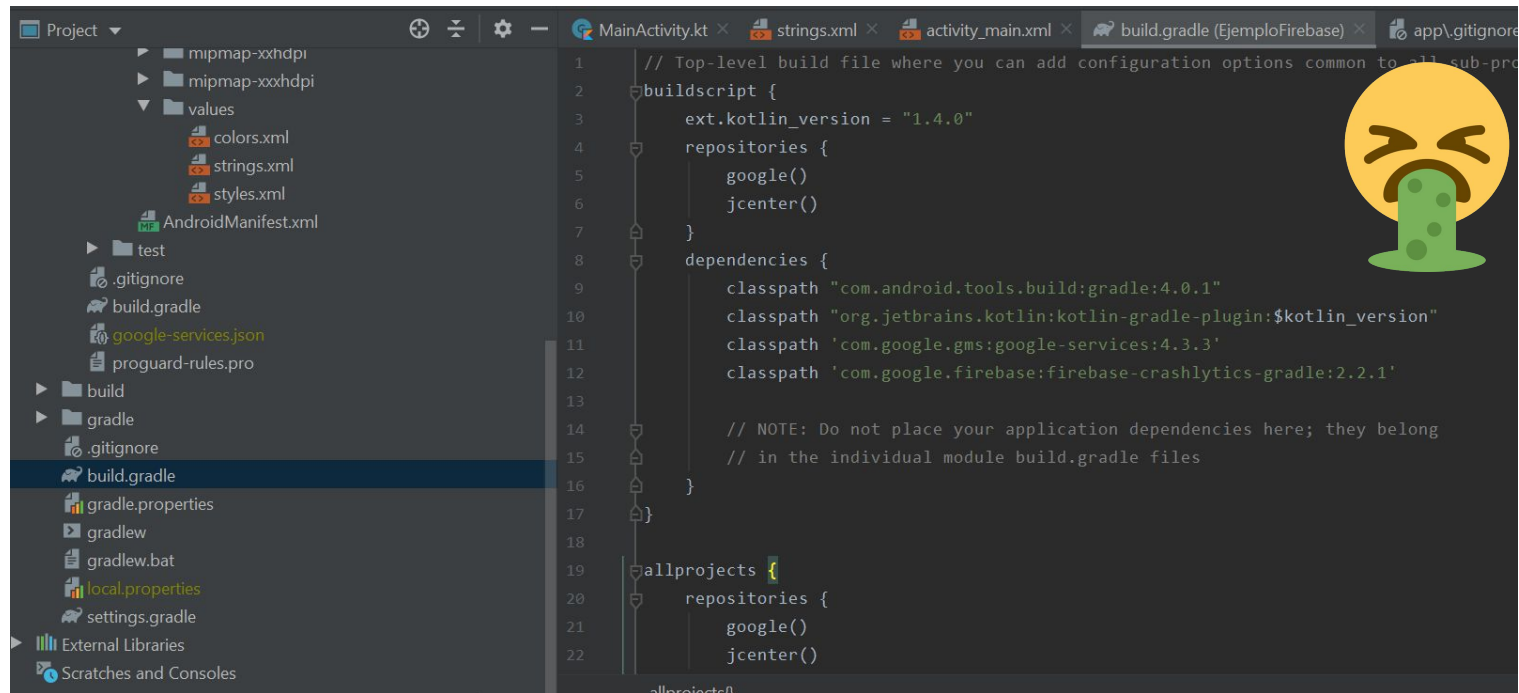 Project
mipmap-xxhdpi
mipmap-xxxhdpi
values
colors.xml
strings.xml
styles.xml
AndroidManifest.xml
test
.gitignore
build.gradle
google-services.json
proguard-rules.pro
build
gradle
.gitignore
build.gradle
gradle.properties
gradlew
gradlew.bat
local.properties
settings.gradle
External Libraries
Scratches and Consoles
MainActivity.kt strings.xml activity_main.xml build.gradle (EjemploFirebase) app\.gitignore
1 // Top-level build file where you can add configuration options common to all sub-pro
2 buildscript {
3 ext.kotlin_version = "1.4.0"
4 repositories {
5 google()
6 jcenter()
7 }
8 dependencies {
9 classpath "com.android.tools.build:gradle:4.0.1"
10 classpath "org.jetbrains.kotlin:kotlin-gradle-plugin:$kotlin_version"
11 classpath 'com.google.gms:google-services:4.3.3'
12 classpath 'com.google.firebase:firebase-crashlytics-gradle:2.2.1'
13
14 // NOTE: Do not place your application dependencies here; they belong
15 // in the individual module build.gradle files
16 }
17 }
18
19 allprojects {
20 repositories {
21 google()
22 jcenter()
allprojects{}